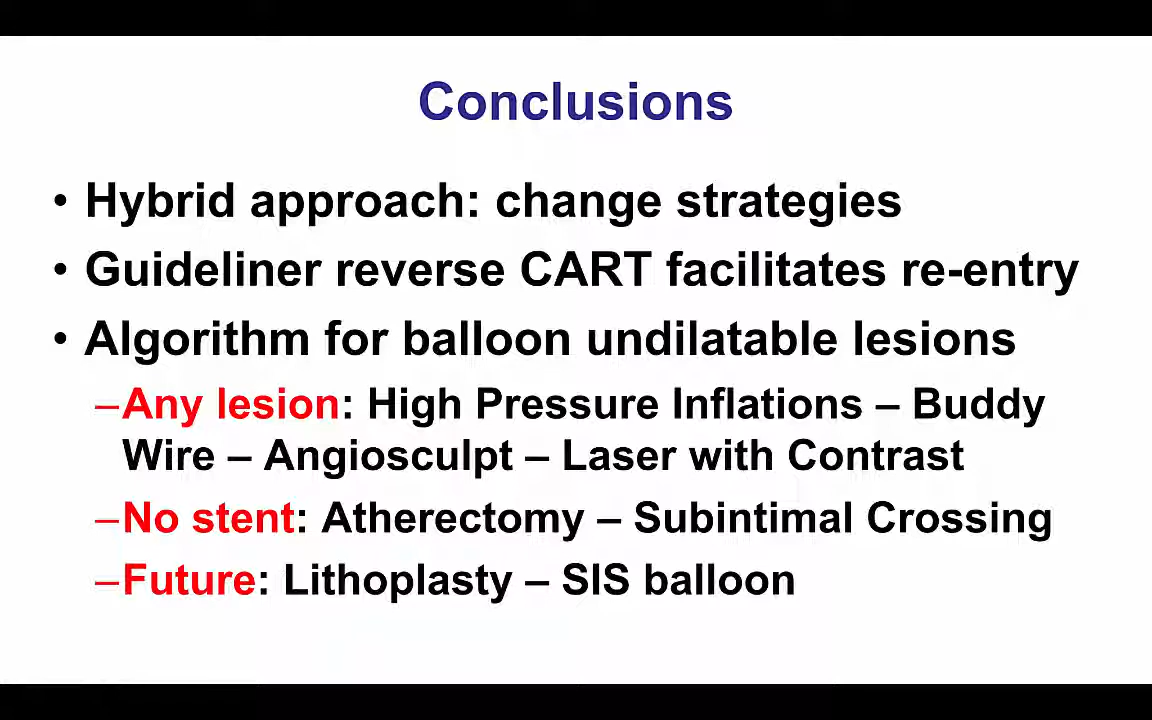 Conclusions
• Hybrid approach: change strategies
• Guideliner reverse CART facilitates re-entry
• Algorithm for balloon undilatable lesions
–Any lesion: High Pressure Inflations – Buddy
Wire – Angiosculpt – Laser with Contrast
–No stent: Atherectomy – Subintimal Crossing
–Future: Lithoplasty – SIS balloon